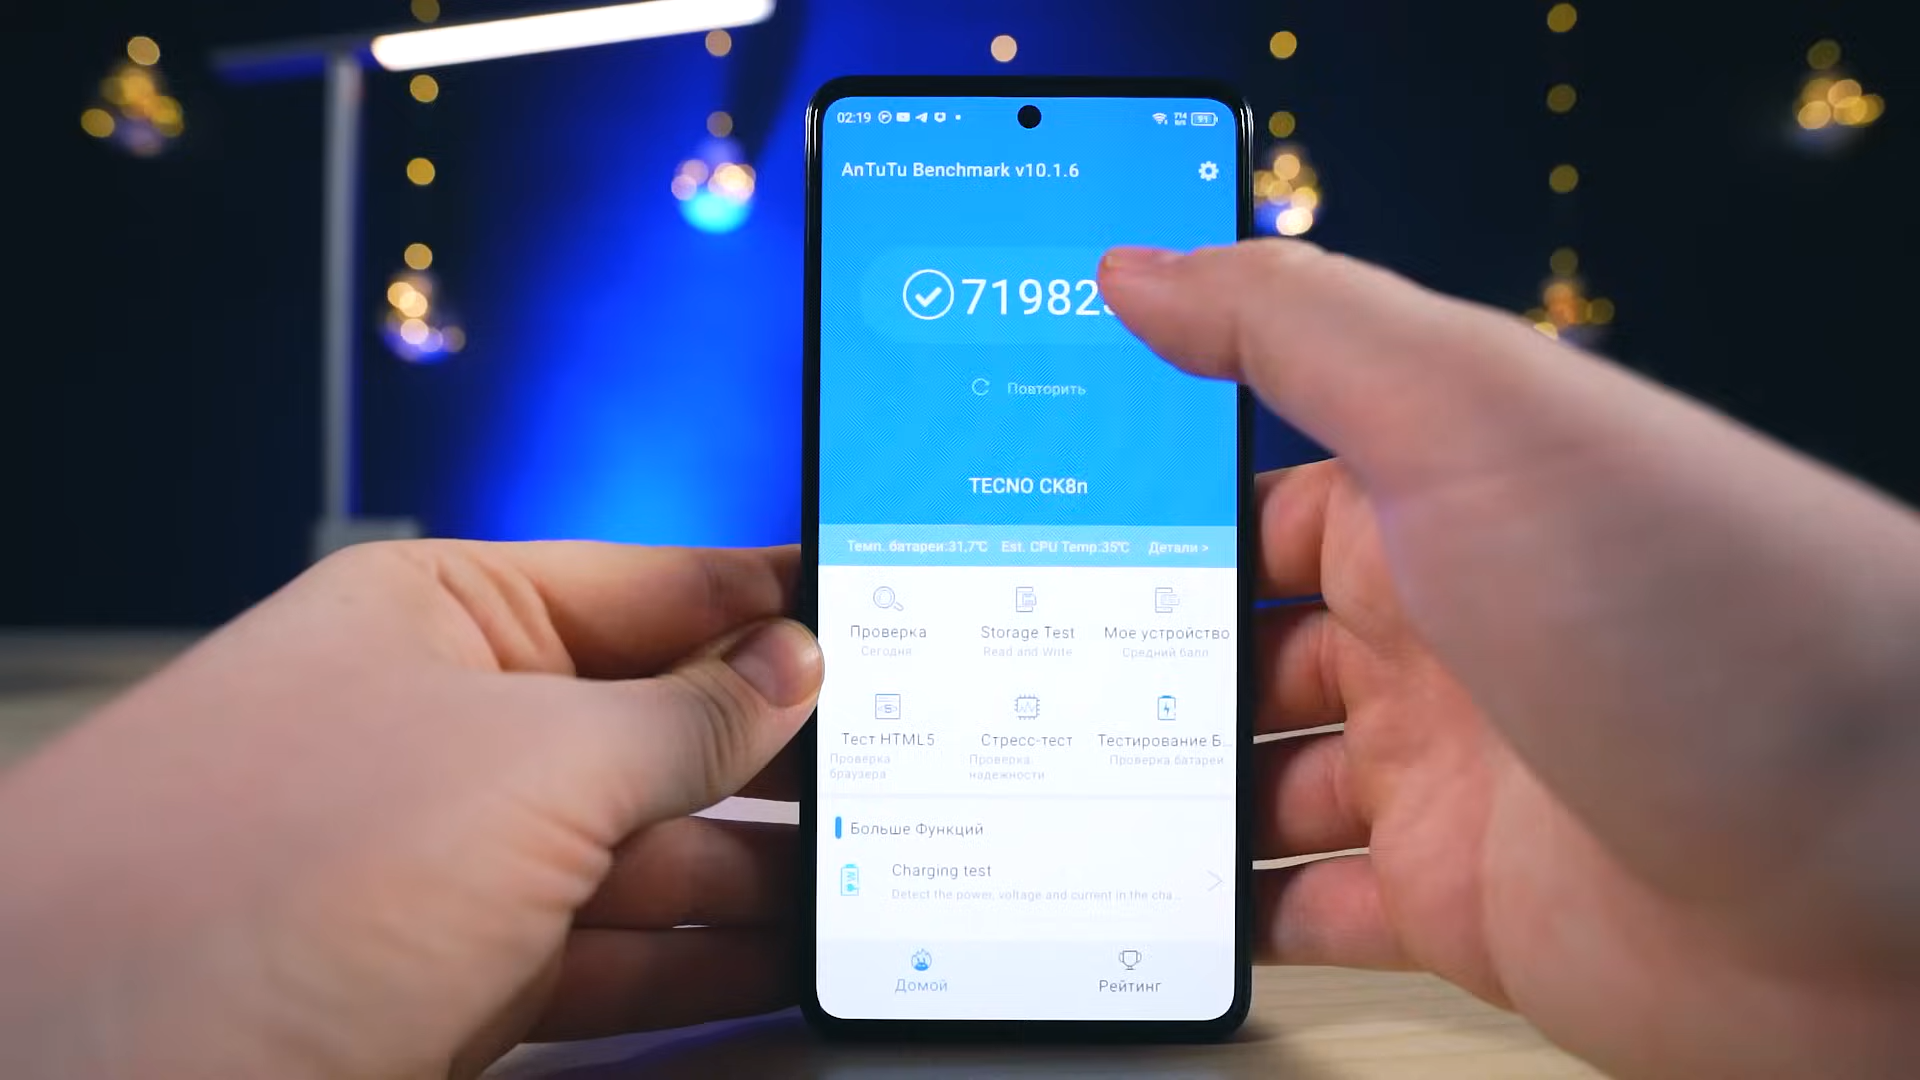 02:19
AnTuTu Benchmark v10.1.6
71982
Повторить
TECNO CK8n
Темп. батареи:31,7℃ Est. CPU Temp:35℃ Детали >
Проверка Storage Test Мое устройство
Сегодня Read and Write Средний балл
Тест HTML5 Стресс-тест Тестирование Б...
Проверка браузера Проверка надежности Проверка батареи
Больше Функций
Charging test
Detect the power, voltage and current in the cha...
Домой Рейтинг